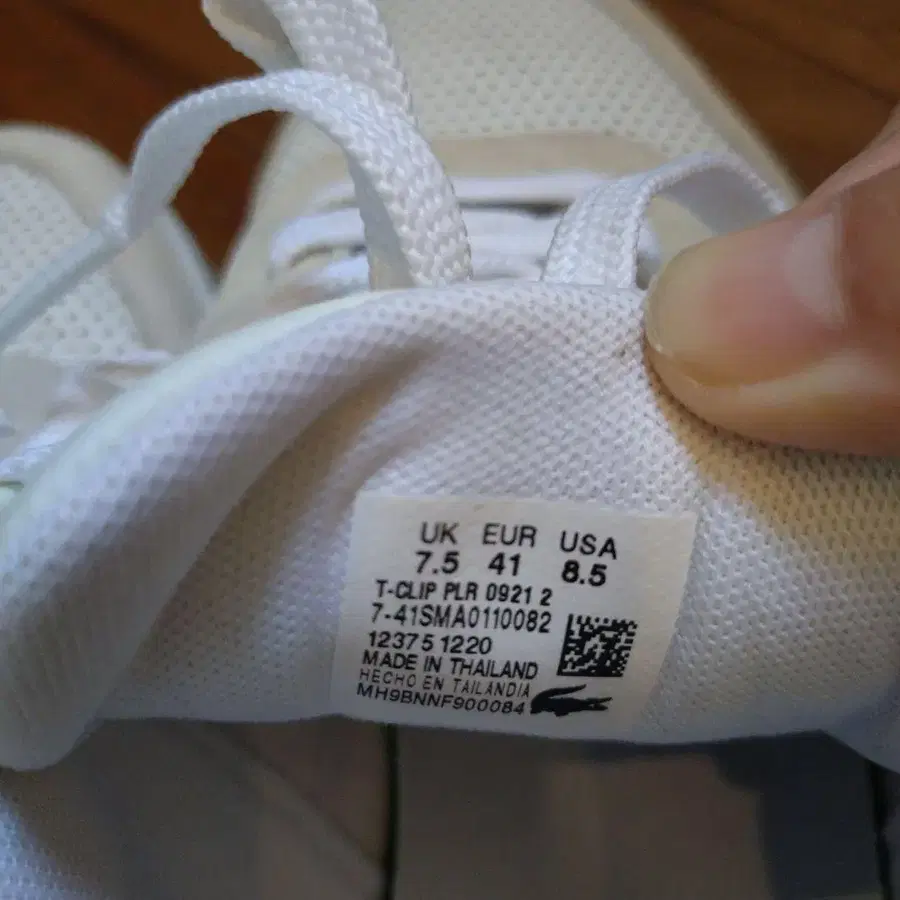 UK EUR USA
7.5 41 8.5
T-CLIP PLR 0921 2
7-41SMA0110082
12375 1220
MADE IN THAILAND
HECHO EN TAILANDIA
MH9BNNF900084